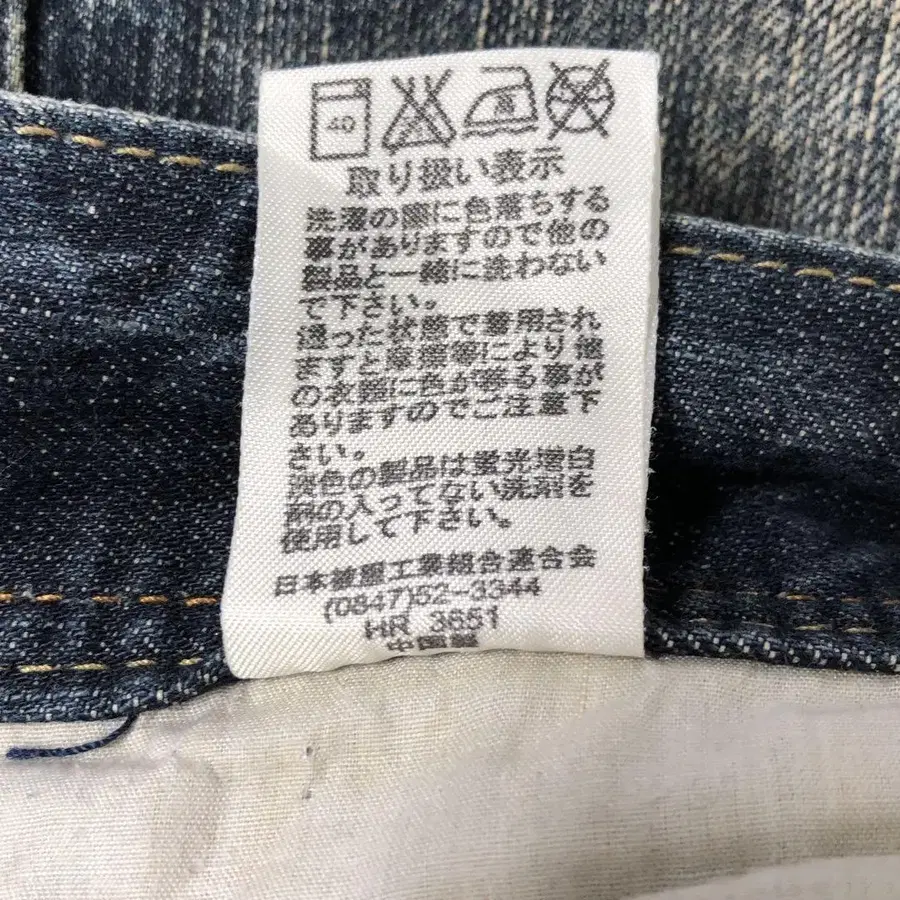 40
取り扱い表示
洗濯の際に色落ちする
事がありますので他の
製品と一緒に洗わない
で下さい。
湿った状態で着用され
ますと摩擦等により他
の衣類に色が移る事が
ありますのでご注意下
さい。
淡色の製品は蛍光増白
剤の入ってない洗剤を
使用して下さい。
日本被服工業組合連合会
(0847)52-3344
HR 3651
中国製